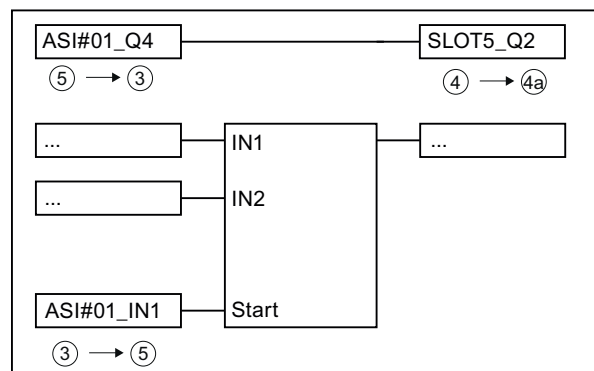 ASI#01_Q4 SLOT5_Q2
5 → 3 4 → 4a
... IN1 ...
... IN2
ASI#01_IN1 Start
3 → 5